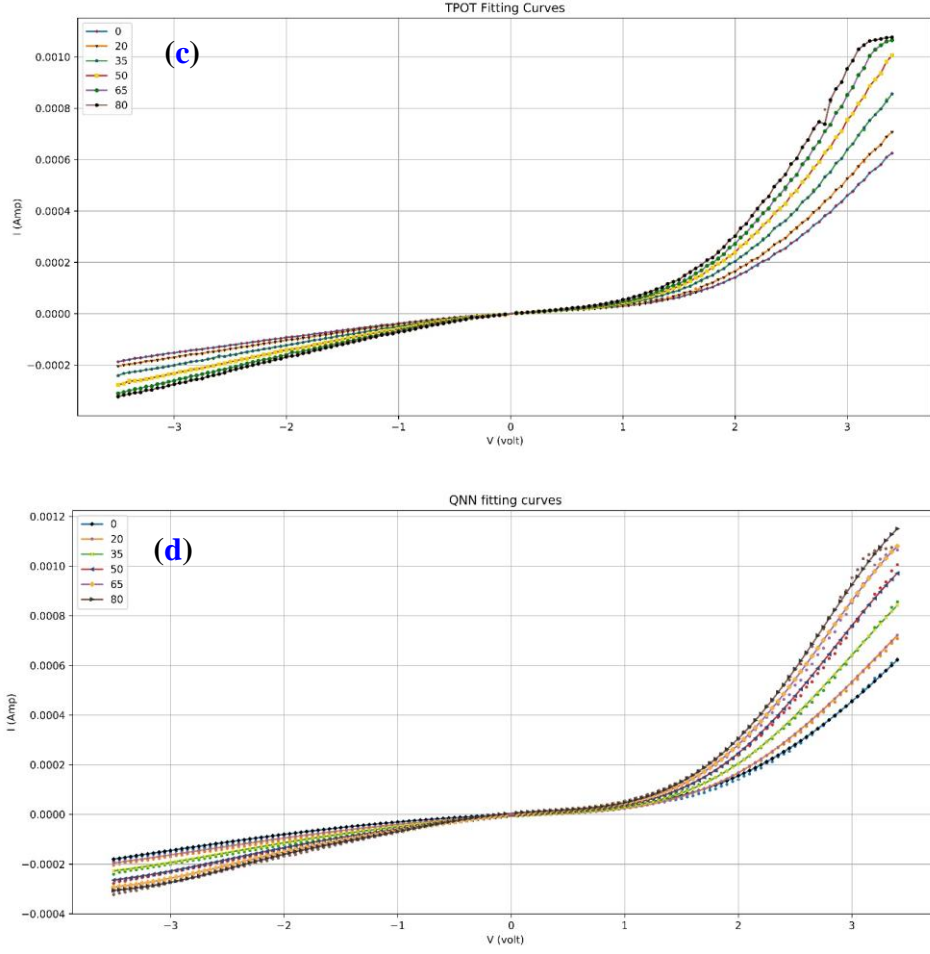 TPOT Fitting Curves
(c)
0
20
35
50
65
80
0.0010
0.0008
0.0006
0.0004
0.0002
0.0000
−0.0002
I (Amp)
−3 −2 −1 0 1 2 3
V (volt)
QNN fitting curves
(d)
0
20
35
50
65
80
0.0012
0.0010
0.0008
0.0006
0.0004
0.0002
0.0000
−0.0002
−0.0004
I (Amp)
−3 −2 −1 0 1 2 3
V (volt)